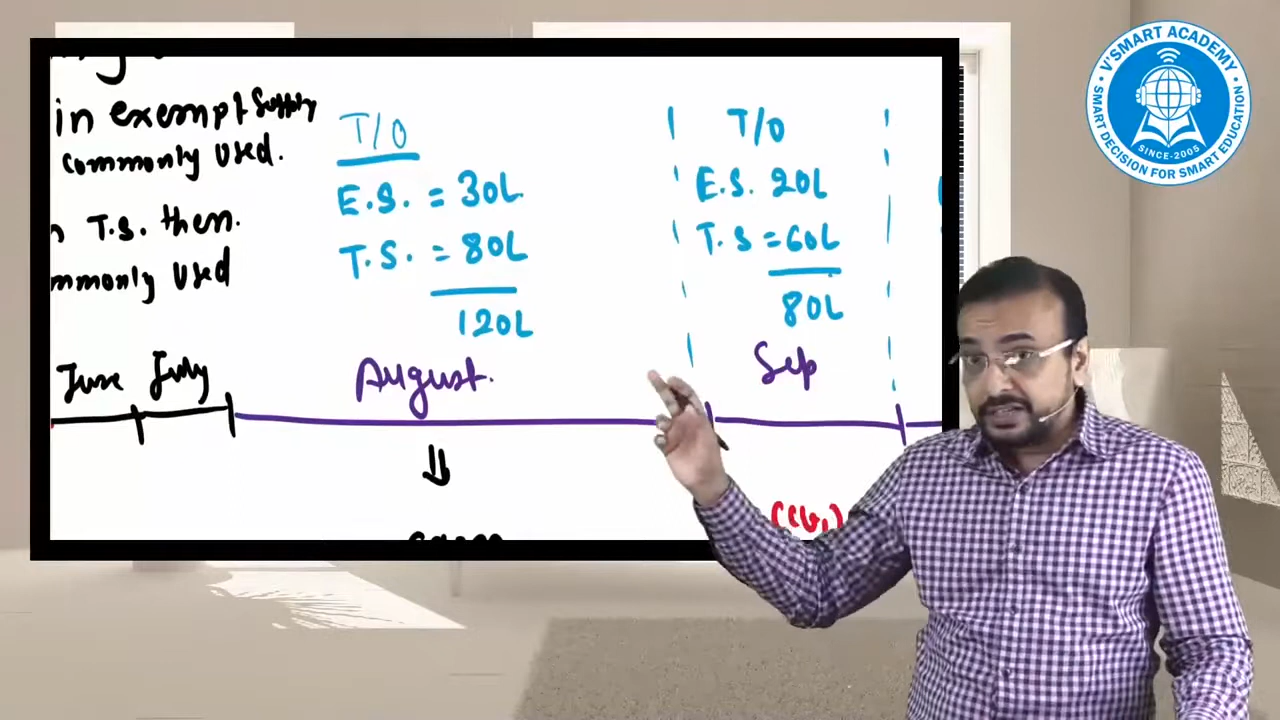 in exempt Supply
commonly used.
T.S. then.
mmonly used
T/O
E.S. = 30L
T.S. = 80L
120L
T/O
E.S. 20L
T.S = 60L
80L
June July August. Sep
V'SMART ACADEMY
SMART DECISION FOR SMART EDUCATION
SINCE-2005